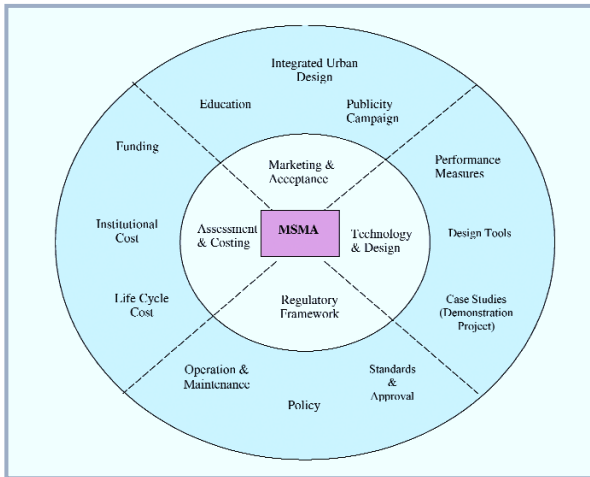 Integrated Urban
Design
Education
Publicity
Campaign
Funding
Marketing &
Acceptance
Performance
Measures
Institutional
Cost
Assessment
& Costing
MSMA
Technology
& Design
Design Tools
Life Cycle
Cost
Regulatory
Framework
Case Studies
(Demonstration
Project)
Operation &
Maintenance
Policy
Standards
&
Approval